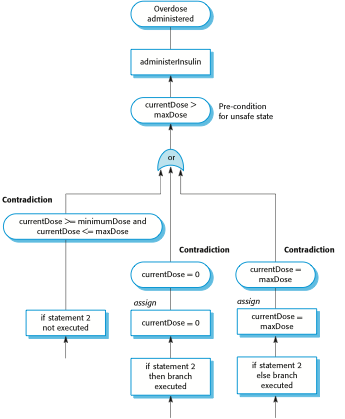 Overdose
administered
administerInsulin
currentDose >
maxDose
Pre-condition
for unsafe state
or
Contradiction
currentDose >= minimumDose and
currentDose <= maxDose
Contradiction
Contradiction
currentDose = 0
currentDose =
maxDose
assign
assign
if statement 2
not executed
currentDose = 0
currentDose =
maxDose
if statement 2
then branch
executed
if statement 2
else branch
executed